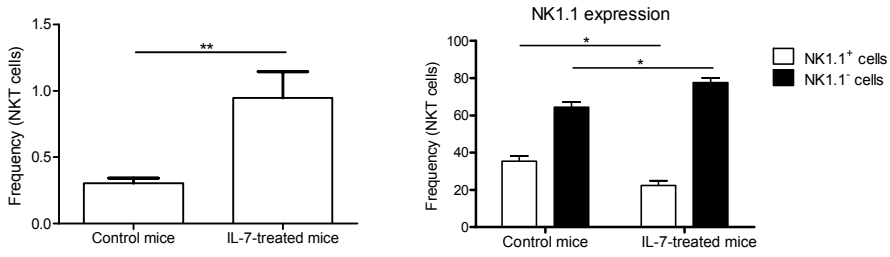 Frequency (NKT cells)
1.5
1.0
0.5
0.0
**
Control mice
IL-7-treated mice
NK1.1 expression
Frequency (NKT cells)
100
80
60
40
20
0
*
*
Control mice
IL-7-treated mice
NK1.1⁺ cells
NK1.1⁻ cells